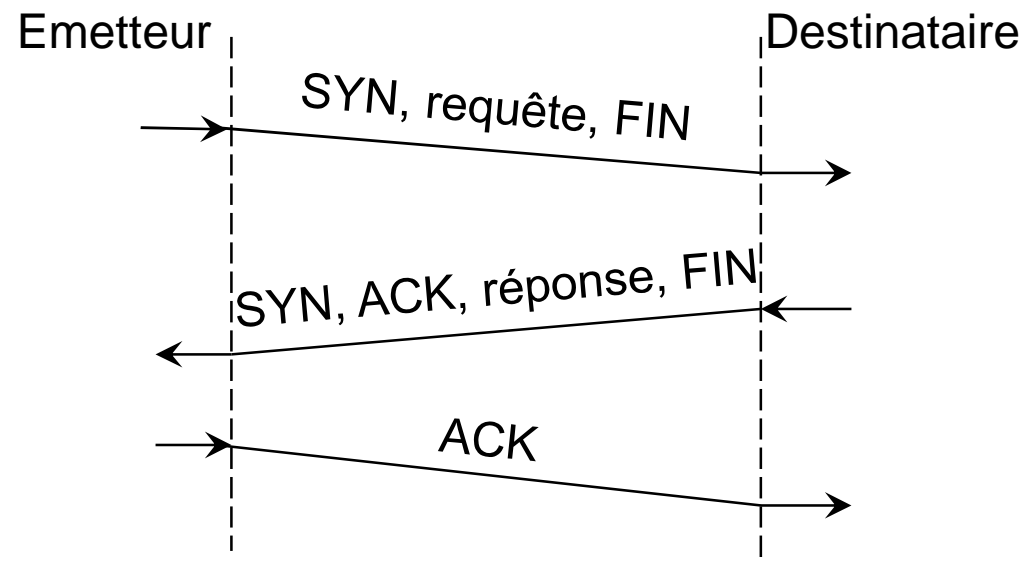 Emetteur
Destinataire
SYN, requête, FIN
SYN, ACK, réponse, FIN
ACK